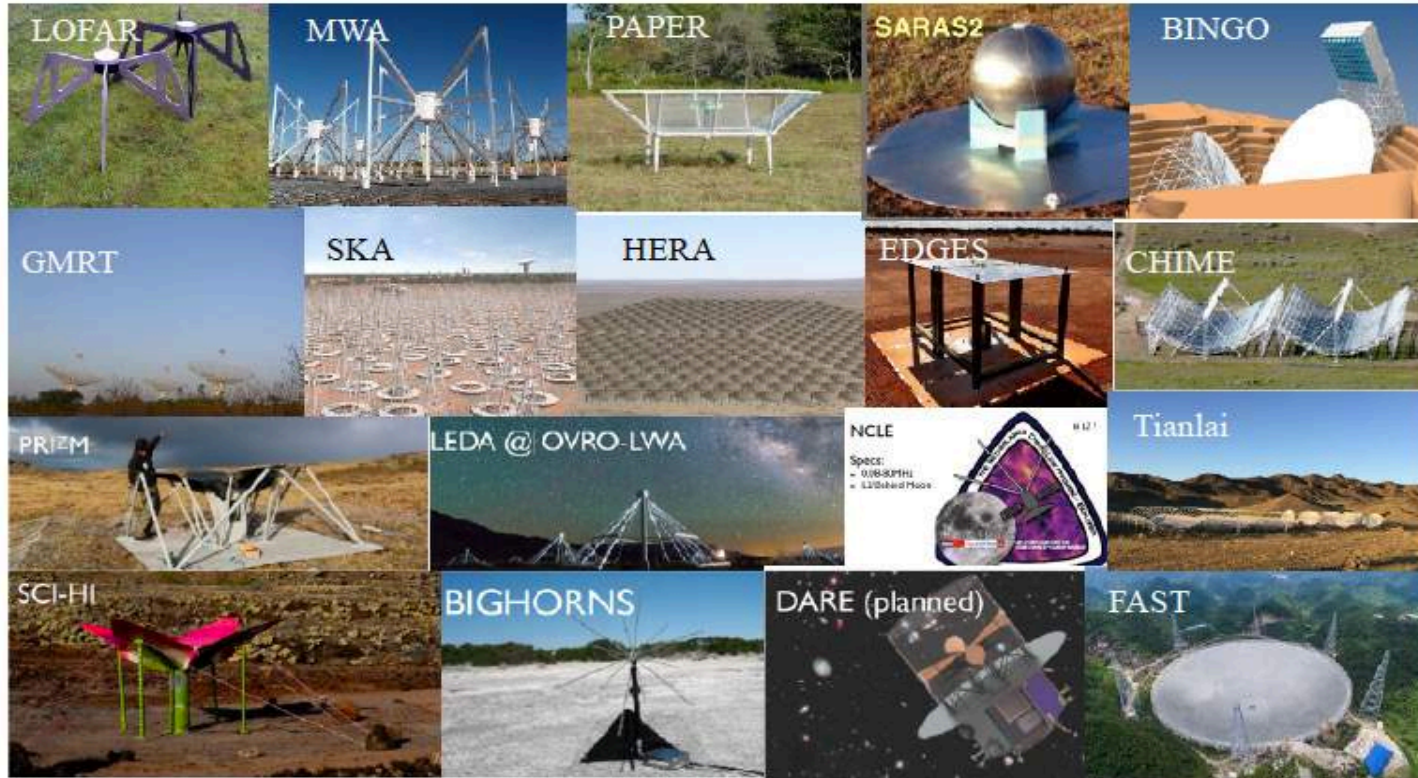 LOFAR
MWA
PAPER
SARAS2
BINGO
GMRT
SKA
HERA
EDGES
CHIME
PRIZM
LEDA @ OVRO-LWA
NCLE
Specs:
Tianlai
SCI-HI
BIGHORNS
DARE (planned)
FAST